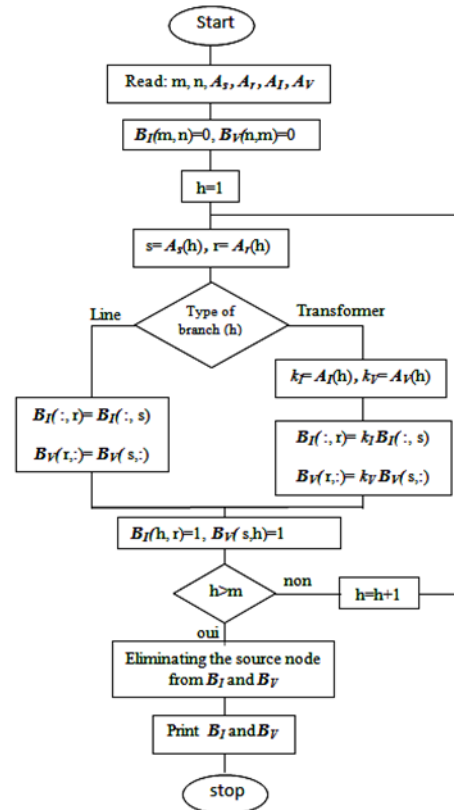 Start
Read: m, n, A_s, A_r, A_I, A_V
B_I(m, n)=0, B_V(n,m)=0
h=1
s= A_s(h), r= A_r(h)
Line
Type of
branch (h)
Transformer
k_I= A_I(h), k_V= A_V(h)
B_I(:, r)= B_I(:, s)
B_V(r,:)= B_V(s,:)
B_I(:, r)= k_I B_I(:, s)
B_V(r,:)= k_V B_V(s,:)
B_I(h, r)=1, B_V(s,h)=1
h>m
non
h=h+1
oui
Eliminating the source node
from B_I and B_V
Print B_I and B_V
stop